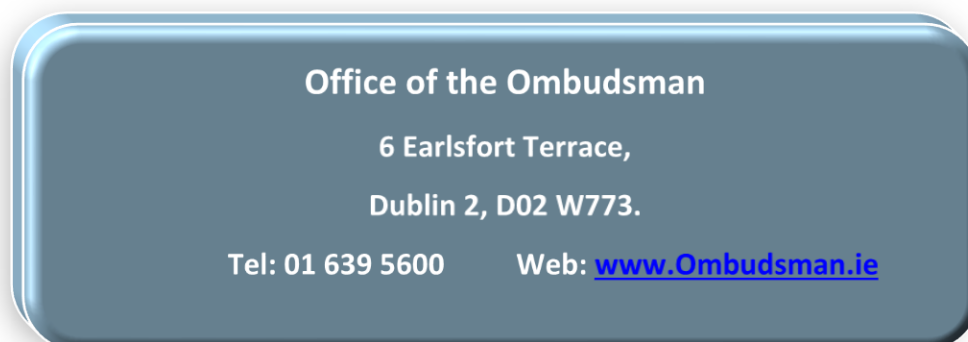 Office of the Ombudsman
6 Earlsfort Terrace,
Dublin 2, D02 W773.
Tel: 01 639 5600 Web: www.Ombudsman.ie